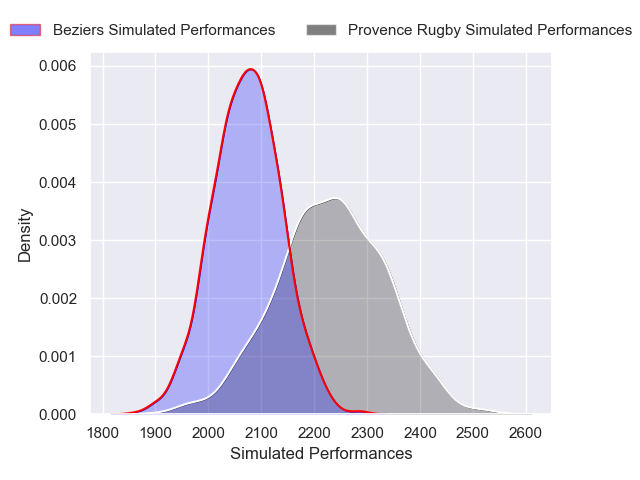 Beziers Simulated Performances
Provence Rugby Simulated Performances
0.006
0.005
0.004
0.003
0.002
0.001
0.000
Density
1800 1900 2000 2100 2200 2300 2400 2500 2600
Simulated Performances